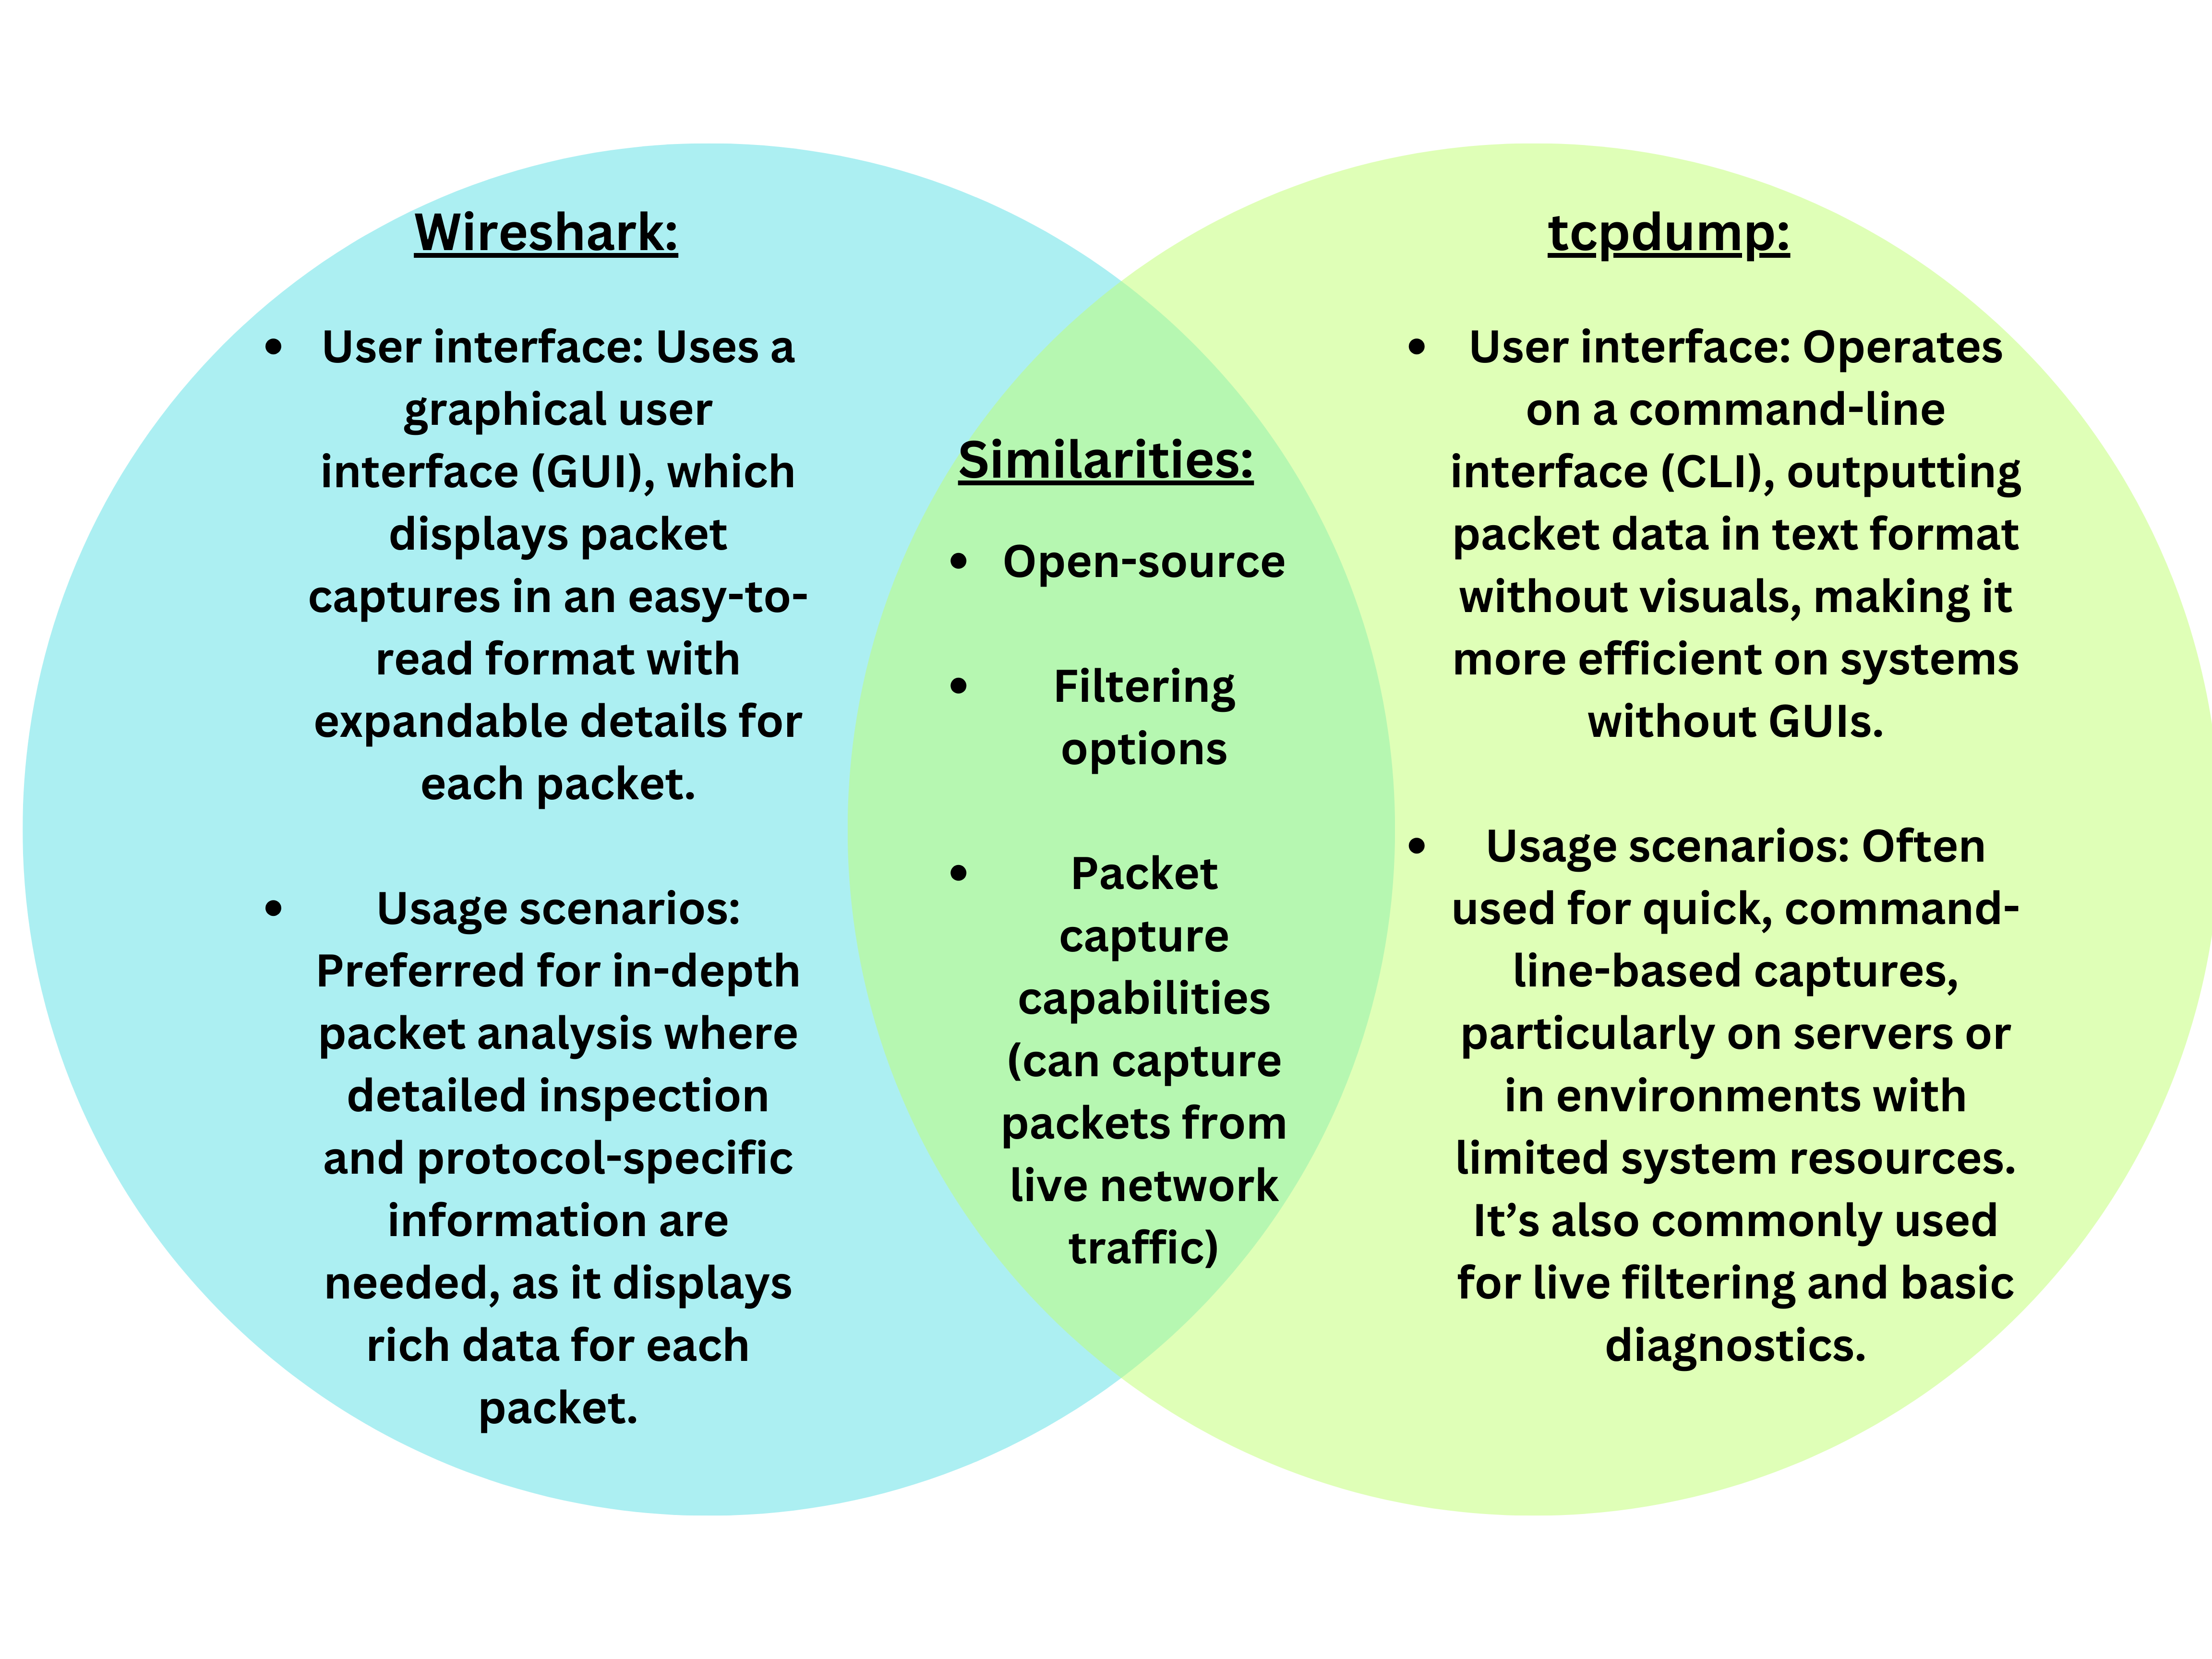 Wireshark:
• User interface: Uses a
graphical user
interface (GUI), which
displays packet
captures in an easy-to-
read format with
expandable details for
each packet.
• Usage scenarios:
Preferred for in-depth
packet analysis where
detailed inspection
and protocol-specific
information are
needed, as it displays
rich data for each
packet.
Similarities:
• Open-source
• Filtering
options
• Packet
capture
capabilities
(can capture
packets from
live network
traffic)
tcpdump:
• User interface: Operates
on a command-line
interface (CLI), outputting
packet data in text format
without visuals, making it
more efficient on systems
without GUIs.
• Usage scenarios: Often
used for quick, command-
line-based captures,
particularly on servers or
in environments with
limited system resources.
It’s also commonly used
for live filtering and basic
diagnostics.